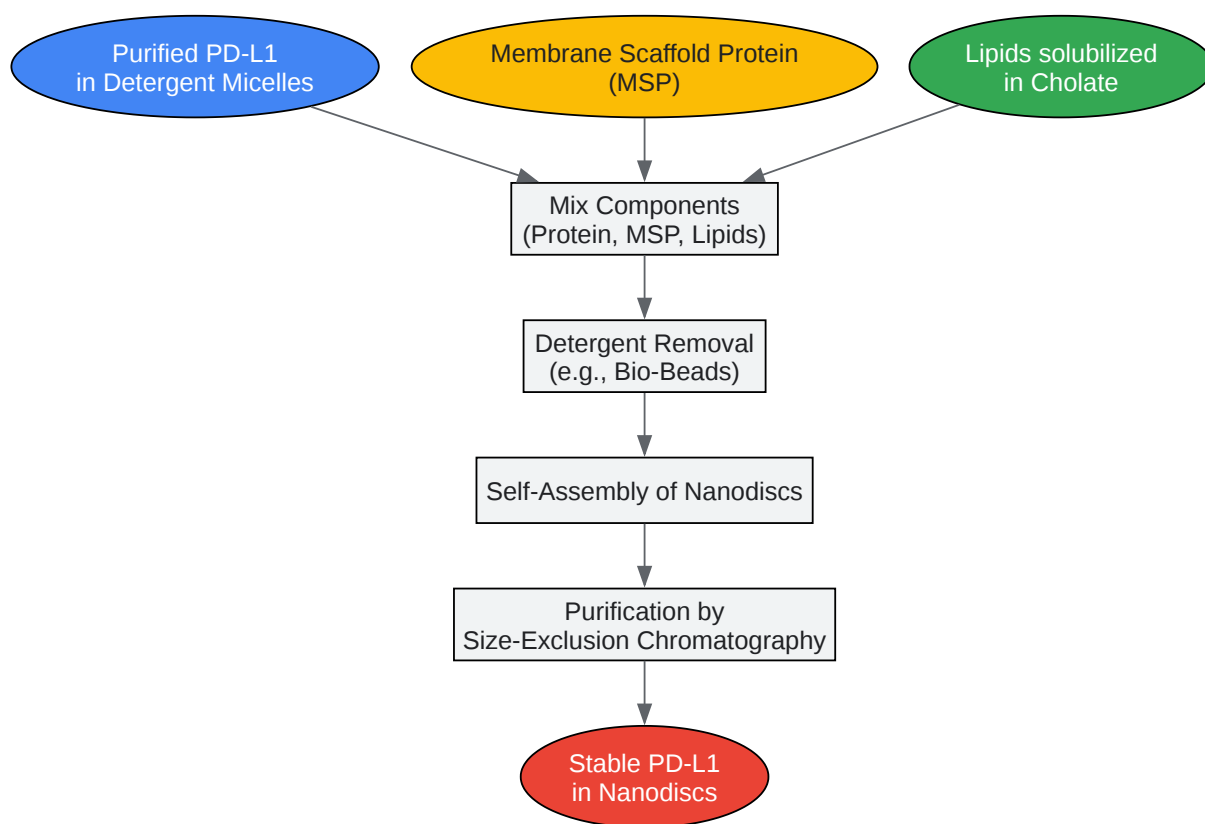 Purified PD-L1
in Detergent Micelles
Membrane Scaffold Protein
(MSP)
Lipids solubilized
in Cholate
Mix Components
(Protein, MSP, Lipids)
Detergent Removal
(e.g., Bio-Beads)
Self-Assembly of Nanodiscs
Purification by
Size-Exclusion Chromatography
Stable PD-L1
in Nanodiscs